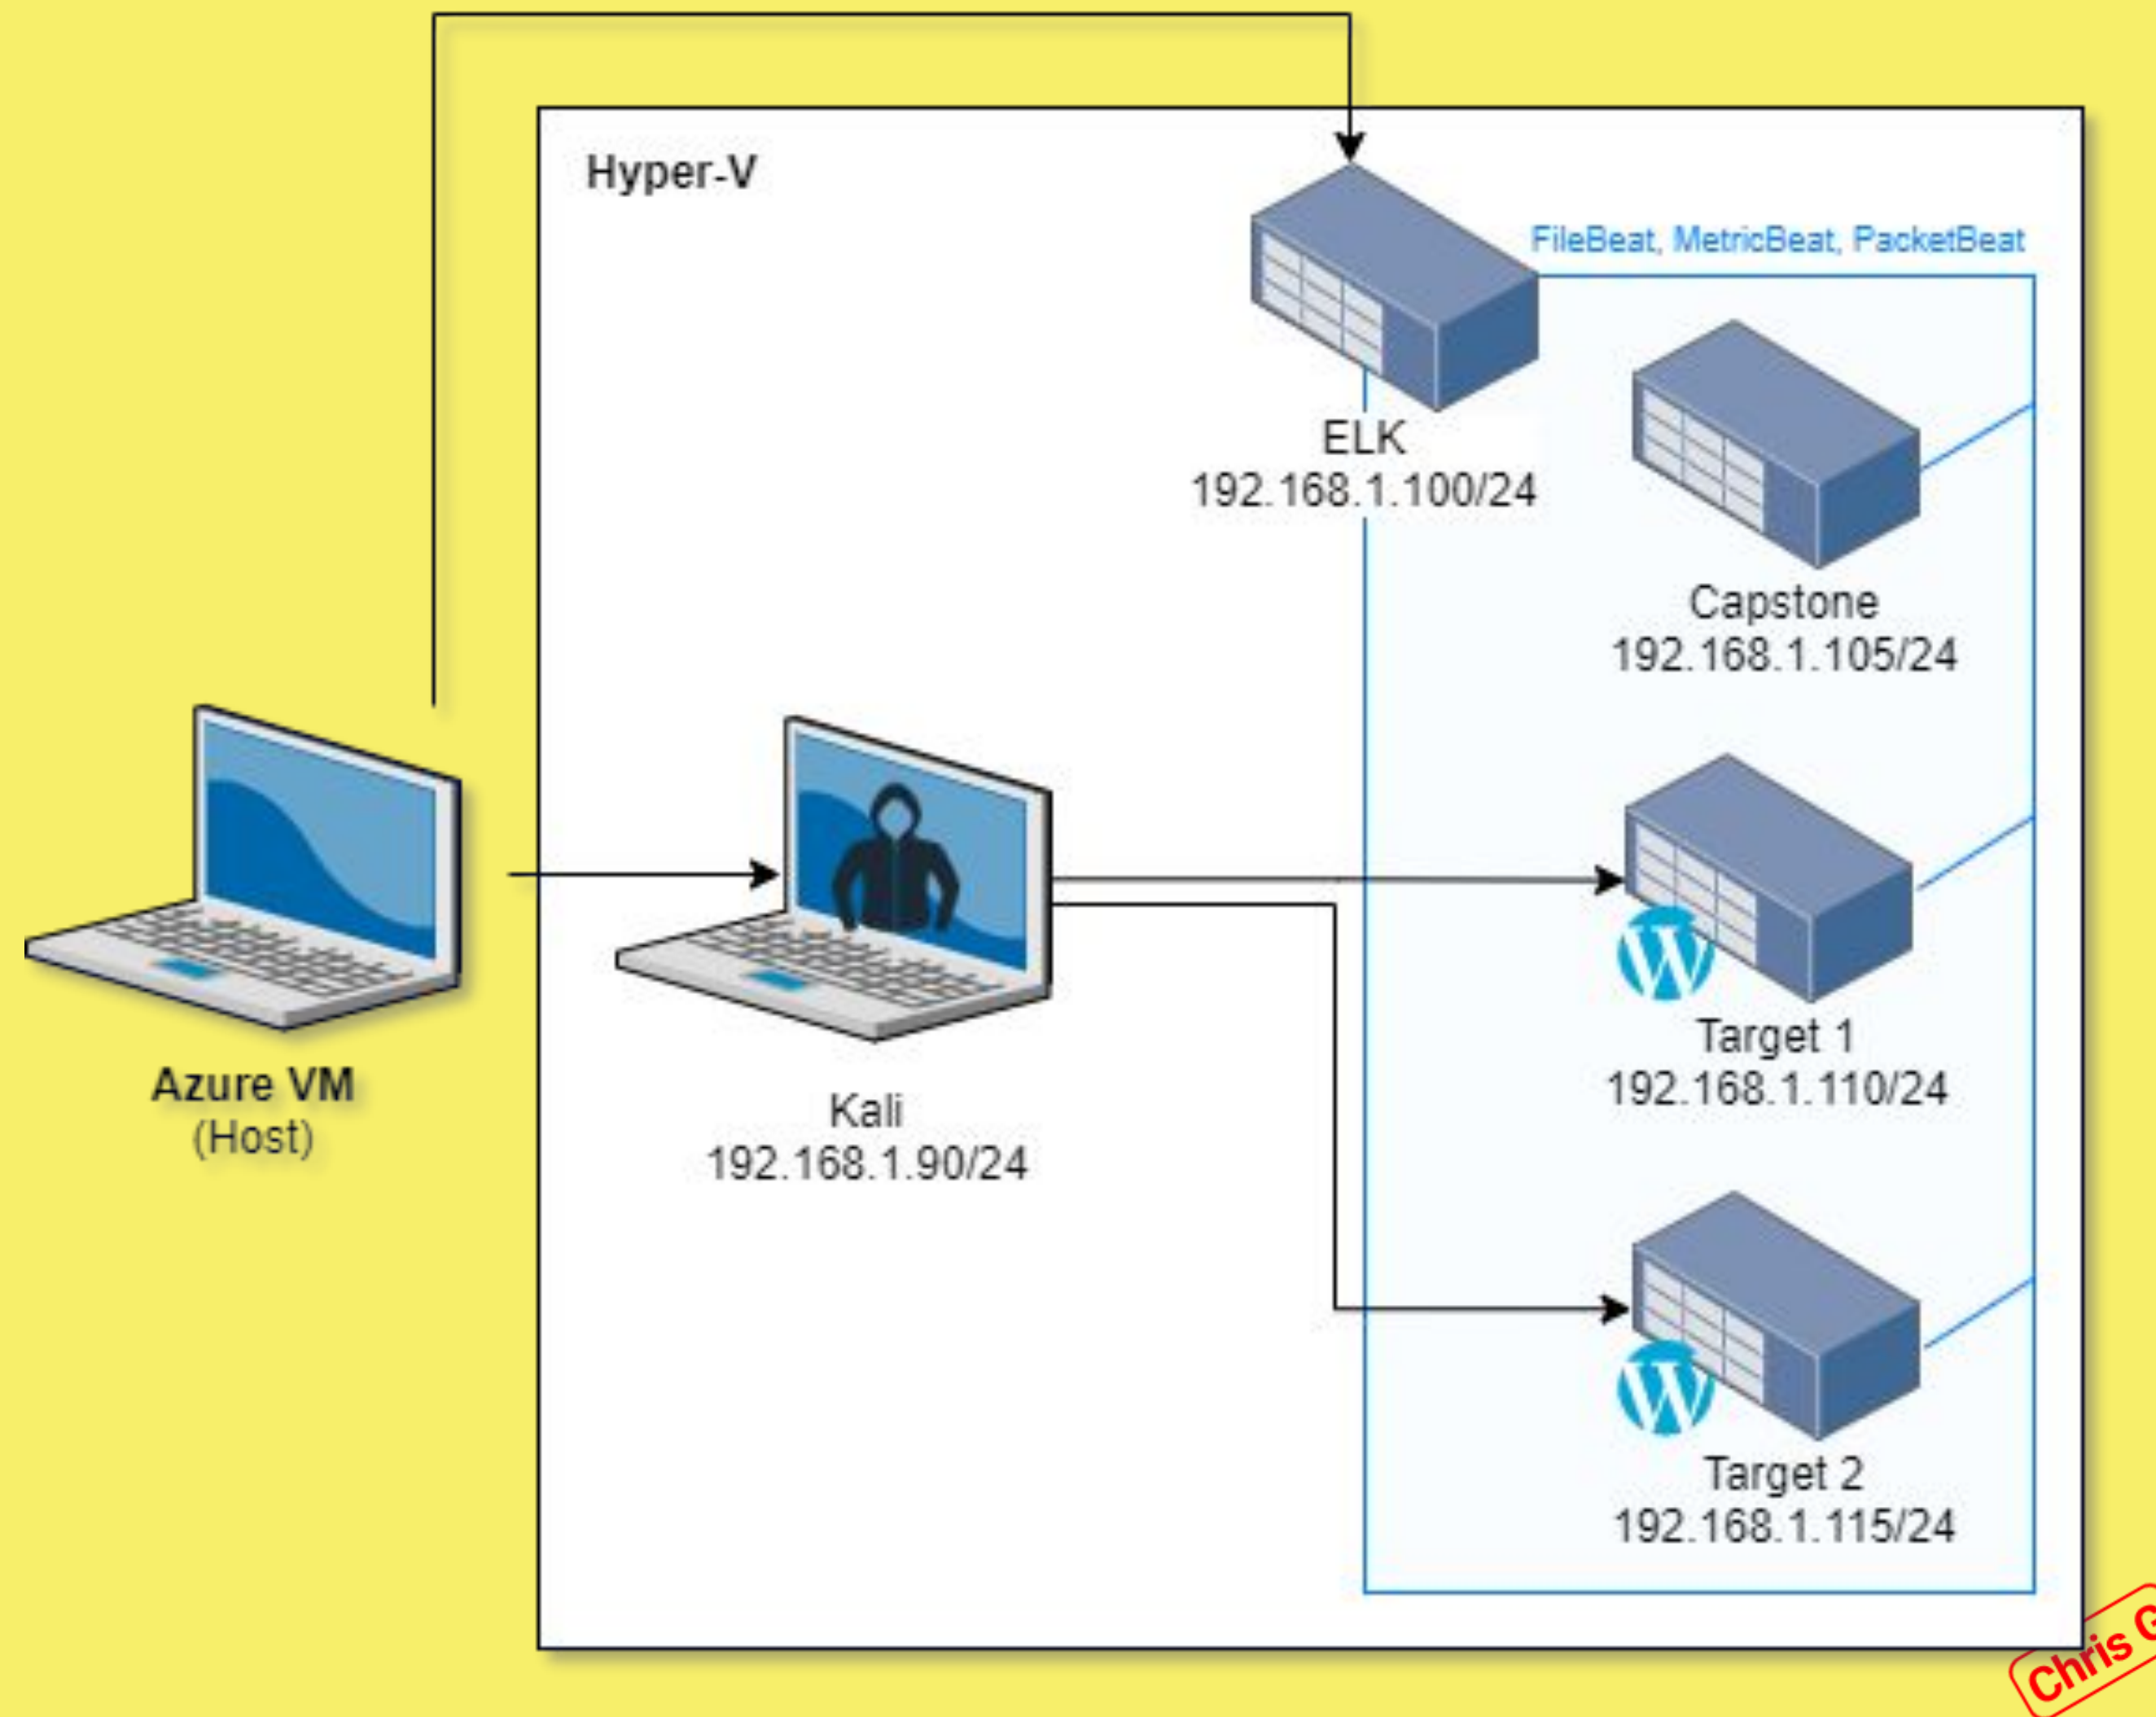 Hyper-V
FileBeat, MetricBeat, PacketBeat
ELK
192.168.1.100/24
Capstone
192.168.1.105/24
Azure VM
(Host)
Kali
192.168.1.90/24
Target 1
192.168.1.110/24
Target 2
192.168.1.115/24
Chris